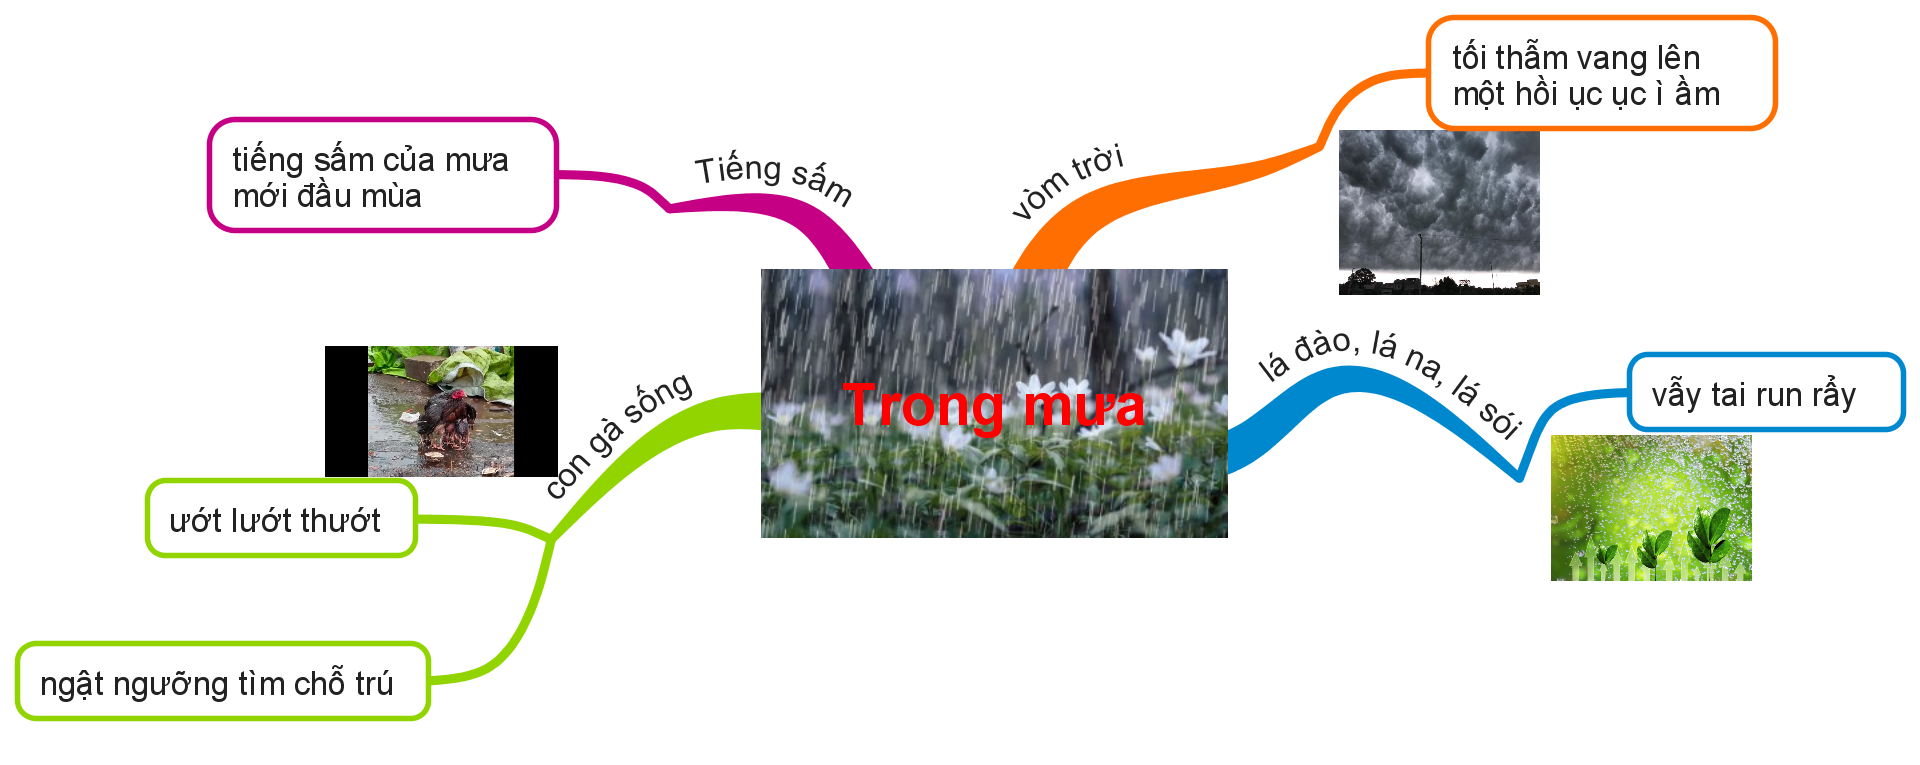 Trong mưa
vòm trời
tối thẫm vang lên
một hồi ục ục ì ầm
lá đào, lá na, lá sói
vẫy tai run rẩy
con gà sống
ướt lướt thướt
ngật ngưỡng tìm chỗ trú
Tiếng sấm
tiếng sấm của mưa
mới đầu mùa